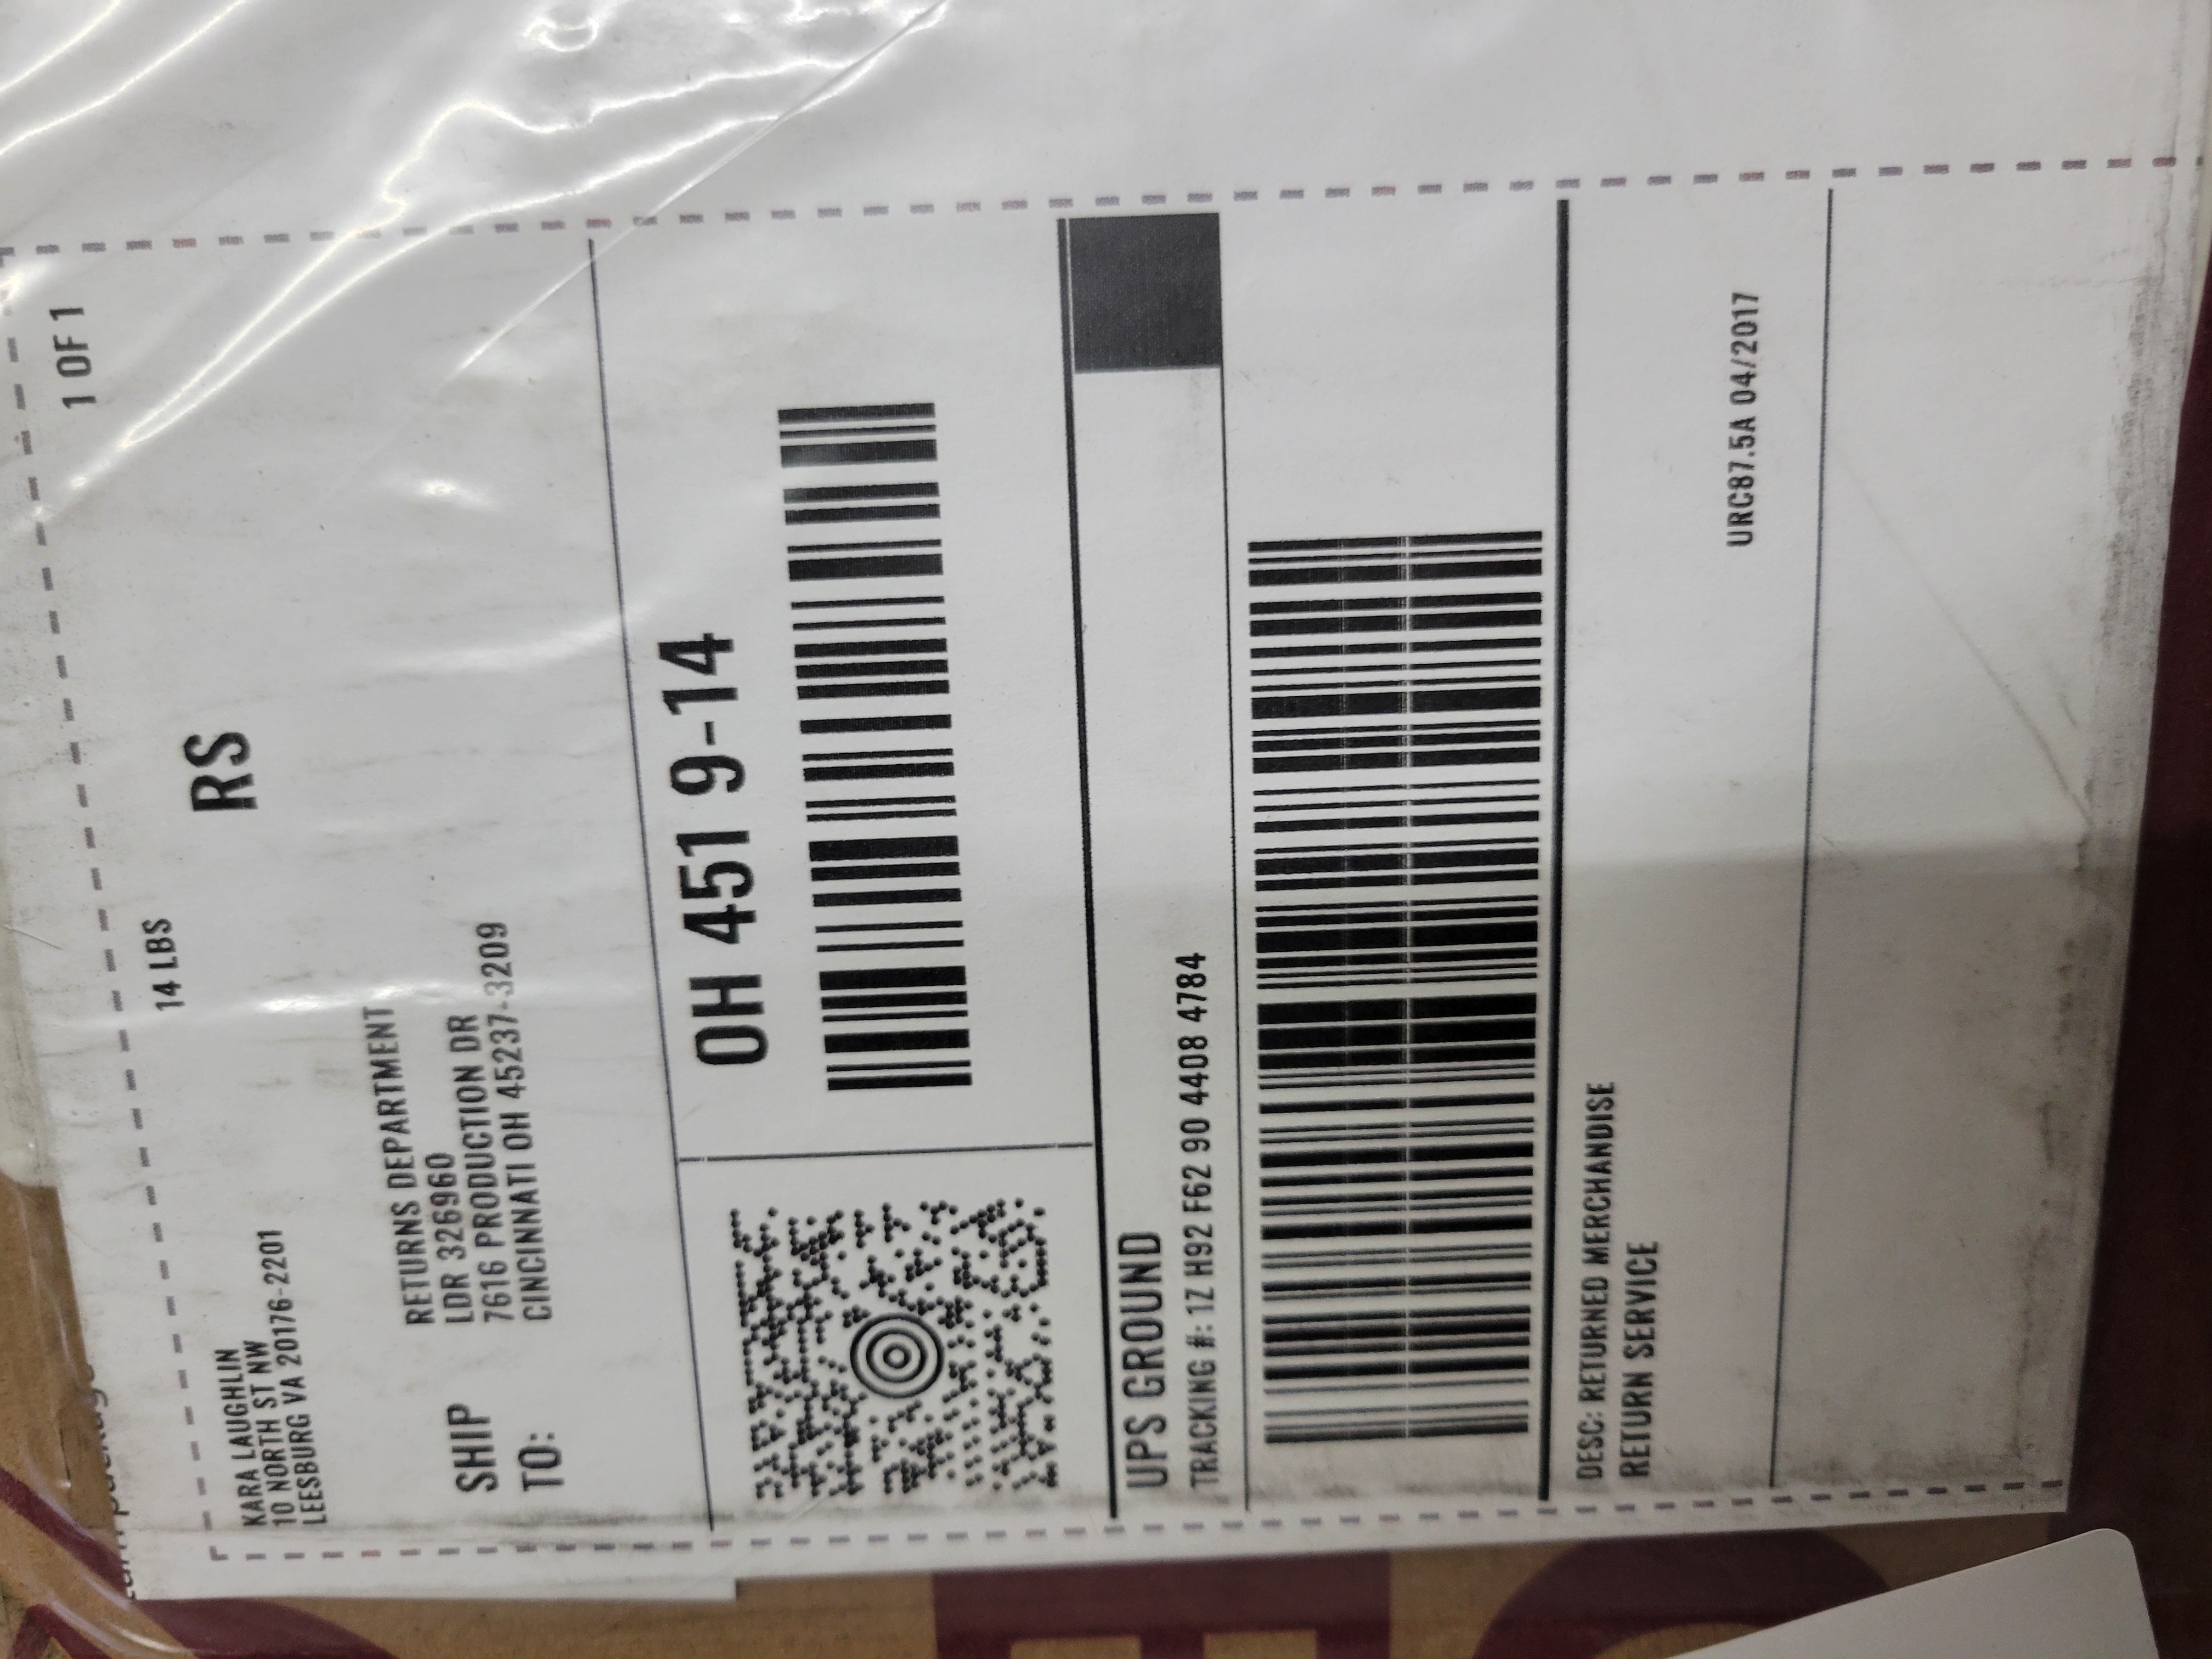 1 OF 1
14 LBS
RS
KARA LAUGHLIN
10 NORTH ST NW
LEESBURG VA 20176-2201
SHIP
TO:
RETURNS DEPARTMENT
LDR 326960
7616 PRODUCTION DR
CINCINNATI OH 45237-3209
OH 451 9-14
UPS GROUND
TRACKING #: 1Z H92 F62 90 4408 4784
DESC: RETURNED MERCHANDISE
RETURN SERVICE
URC87.5A 04/2017